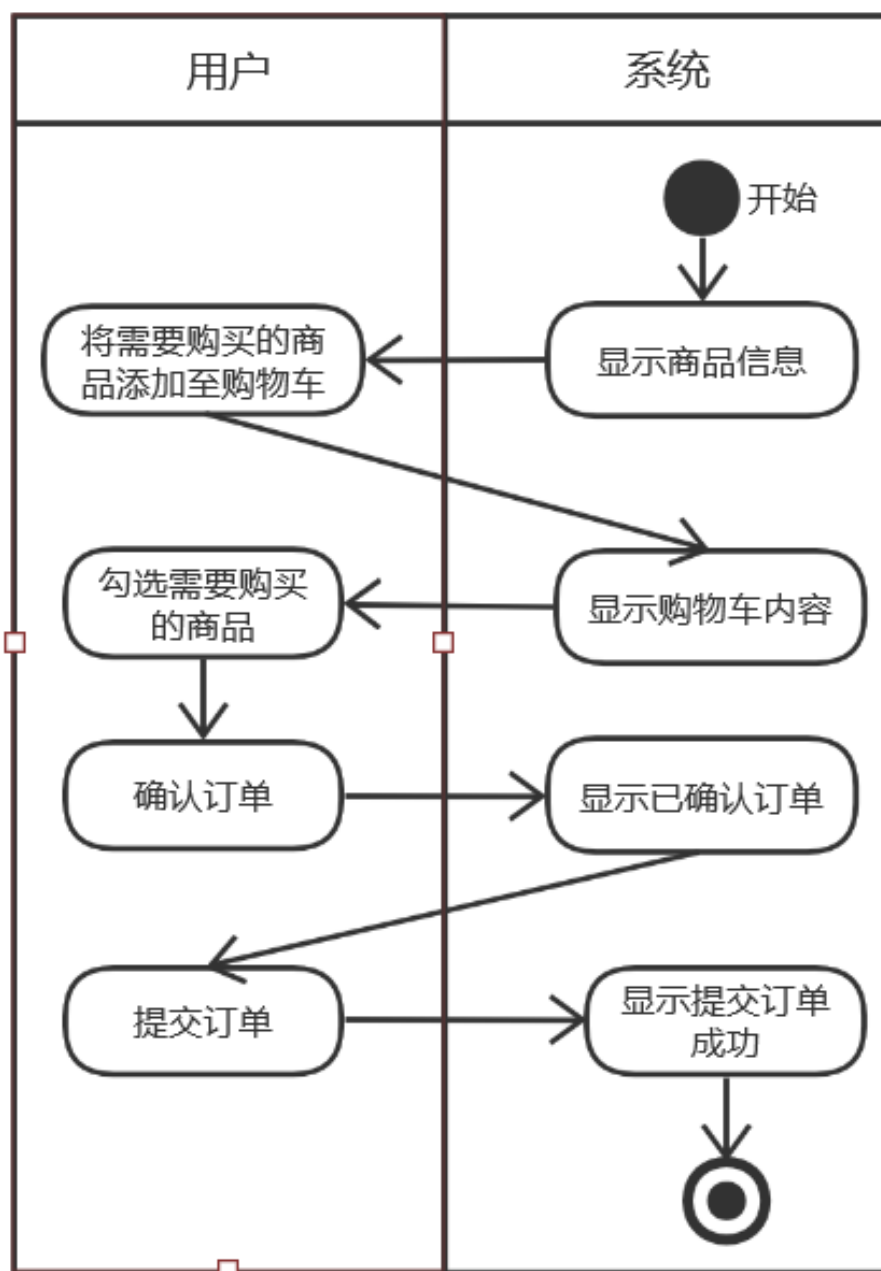 用户
系统
开始
将需要购买的商
品添加至购物车
显示商品信息
勾选需要购买
的商品
显示购物车内容
确认订单
显示已确认订单
提交订单
显示提交订单
成功